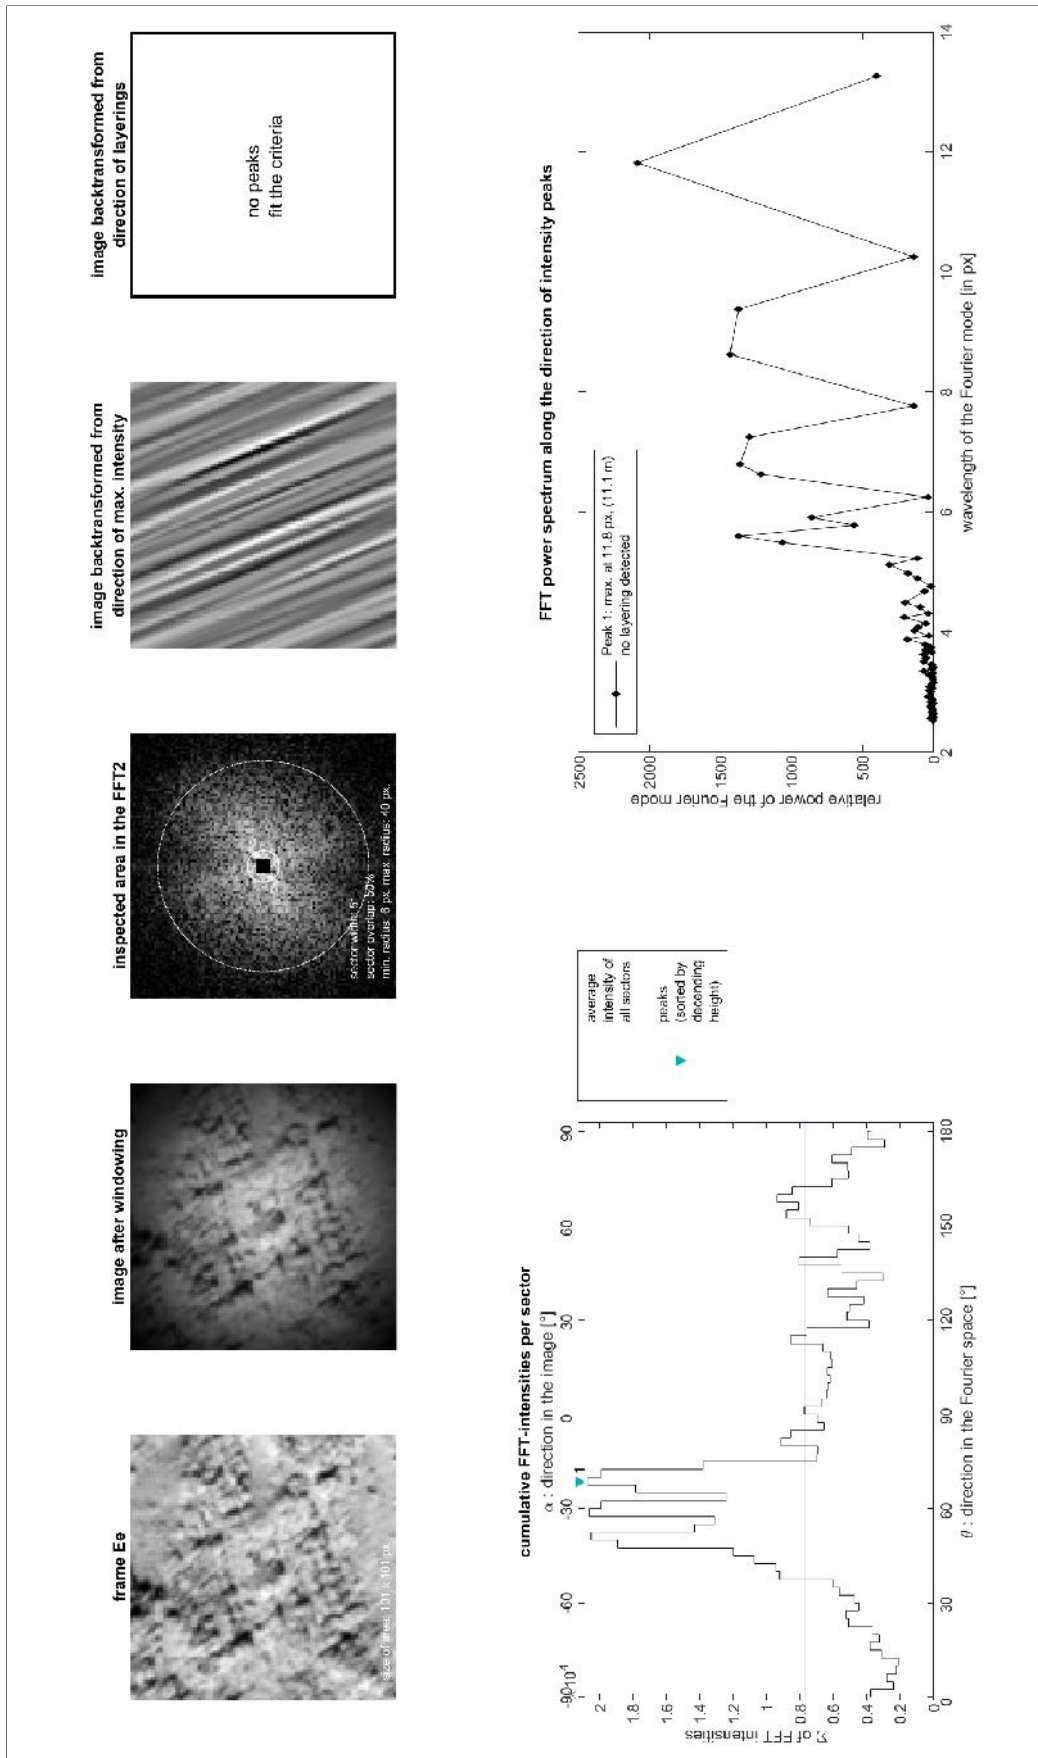 frame Ee
size of area: 101 x 101 px.
image after windowing
inspected area in the FFT2
sector width: 5°
sector overlap: 50%
min. radius: 8 px. max. radius: 40 px.
image backtransformed from
direction of max. intensity
image backtransformed from
direction of layerings
no peaks
fit the criteria
cumulative FFT-intensities per sector
α : direction in the image [°]
-90 -60 -30 0 30 60 90
10⁴
2
1.8
1.6
1.4
1.2
1
0.8
0.6
0.4
0.2
0
Σ of FFT intensities
1
0 30 60 90 120 150 180
θ : direction in the Fourier space [°]
average
intensity of
all sectors
peaks
(sorted by
decending
height)
FFT power spectrum along the direction of intensity peaks
Peak 1: max. at 11.8 px, (11.1 m)
no layering detected
2500
2000
1500
1000
500
0
relative power of the Fourier mode
2 4 6 8 10 12 14
wavelength of the Fourier mode [in px]